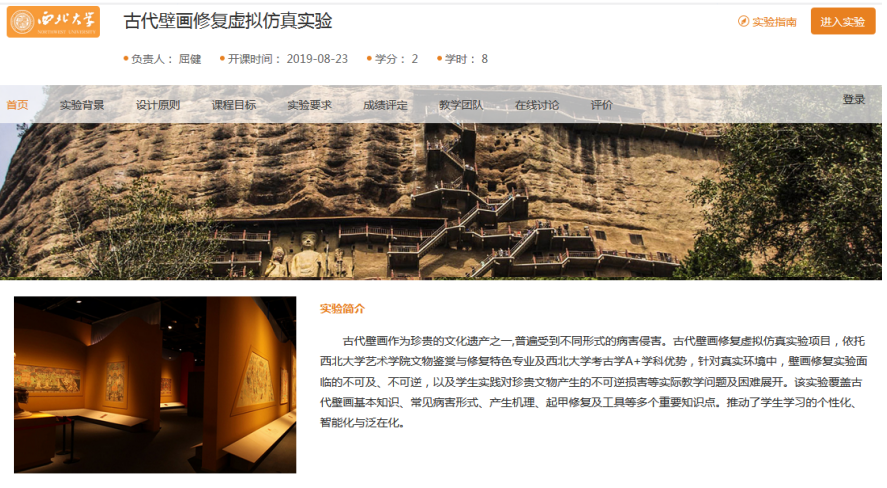 西北大学
NORTHWEST UNIVERSITY
古代壁画修复虚拟仿真实验
实验指南
进入实验
负责人： 屈健 开课时间： 2019-08-23 学分： 2 学时： 8
首页 实验背景 设计原则 课程目标 实验要求 成绩评定 教学团队 在线讨论 评价 登录
实验简介
古代壁画作为珍贵的文化遗产之一,普遍受到不同形式的病害侵害。古代壁画修复虚拟仿真实验项目，依托
西北大学艺术学院文物鉴赏与修复特色专业及西北大学考古学A+学科优势，针对真实环境中，壁画修复实验面
临的不可及、不可逆，以及学生实践对珍贵文物产生的不可逆损害等实际教学问题及困难展开。该实验覆盖古
代壁画基本知识、常见病害形式、产生机理、起甲修复及工具等多个重要知识点。推动了学生学习的个性化、
智能化与泛在化。